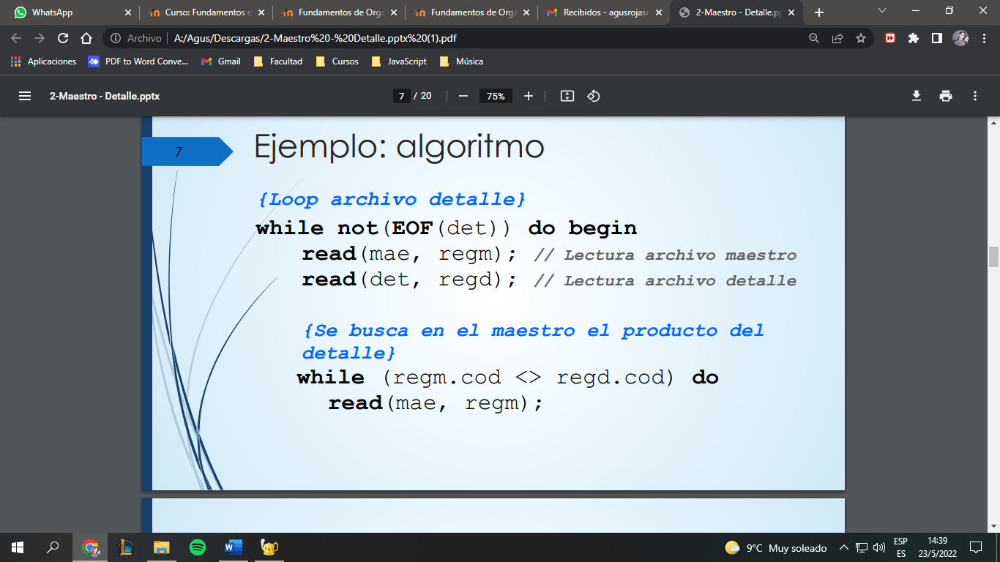 WhatsApp
Curso: Fundamentos d
Fundamentos de Orga
Fundamentos de Orga
Recibidos - agusrojasr
2-Maestro - Detalle.pp
Archivo A:/Agus/Descargas/2-Maestro%20-%20Detalle.pptx%20(1).pdf
Aplicaciones PDF to Word Conve... Gmail Facultad Cursos JavaScript Música
2-Maestro - Detalle.pptx 7 / 20 75%
7
Ejemplo: algoritmo
{Loop archivo detalle}
while not(EOF(det)) do begin
read(mae, regm); // Lectura archivo maestro
read(det, regd); // Lectura archivo detalle
{Se busca en el maestro el producto del
detalle}
while (regm.cod <> regd.cod) do
read(mae, regm);
9°C Muy soleado
ESP
ES
14:39
23/5/2022